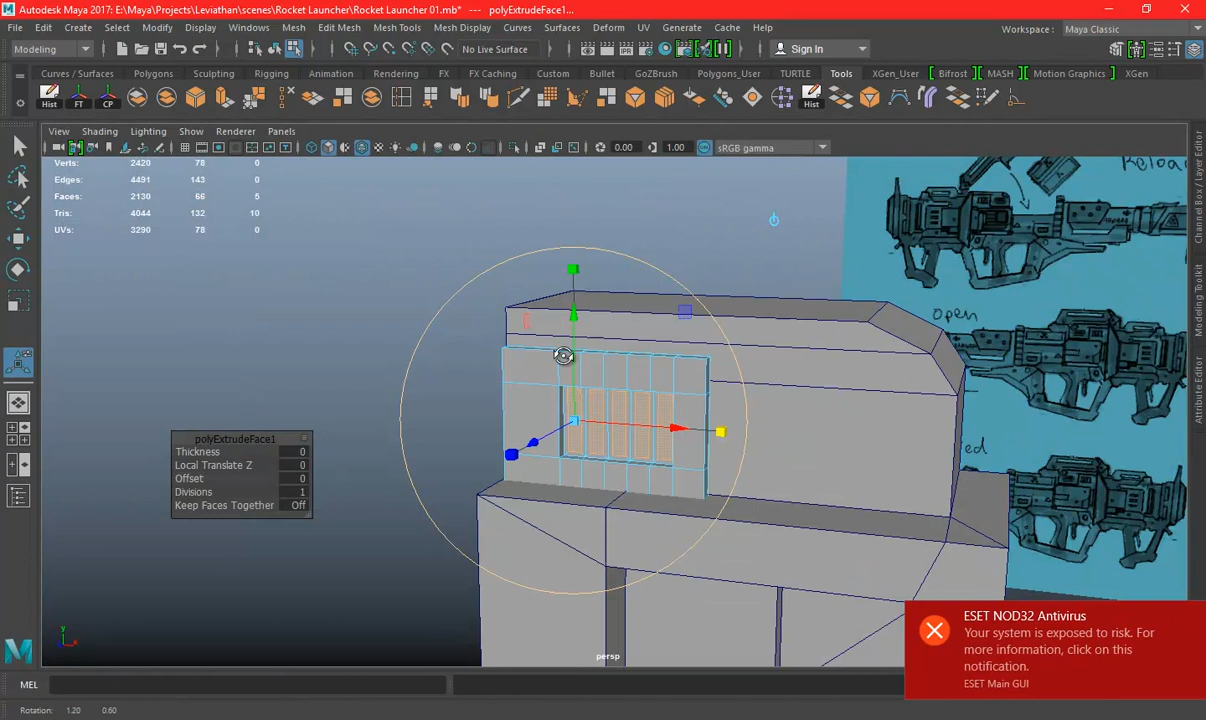 Autodesk Maya 2017: E:\Maya\Projects\Leviathan\scenes\Rocket Launcher\Rocket Launcher 01.mb* --- polyExtrudeFace1...
File Edit Create Select Modify Display Windows Mesh Edit Mesh Mesh Tools Mesh Display Curves Surfaces Deform UV Generate Cache Help Workspace : Maya Classic
Modeling No Live Surface Sign In
Curves / Surfaces Polygons Sculpting Rigging Animation Rendering FX FX Caching Custom Bullet GoZBrush Polygons_User TURTLE Tools XGen_User Bifrost MASH Motion Graphics XGen
Hist FT CP Hist
View Shading Lighting Show Renderer Panels
0.00 1.00 sRGB gamma
Verts: 2420 78 0
Edges: 4491 143 0
Faces: 2130 66 5
Tris: 4044 132 10
UVs: 3290 78 0
Reload
open
polyExtrudeFace1
Thickness 0
Local Translate Z 0
Offset 0
Divisions 1
Keep Faces Together Off
Channel Box / Layer Editor
Modeling Toolkit
Attribute Editor
ESET NOD32 Antivirus
Your system is exposed to risk. For
more information, click on this
notification.
ESET Main GUI
y
x
persp
MEL
Rotation: 1.20 0.60